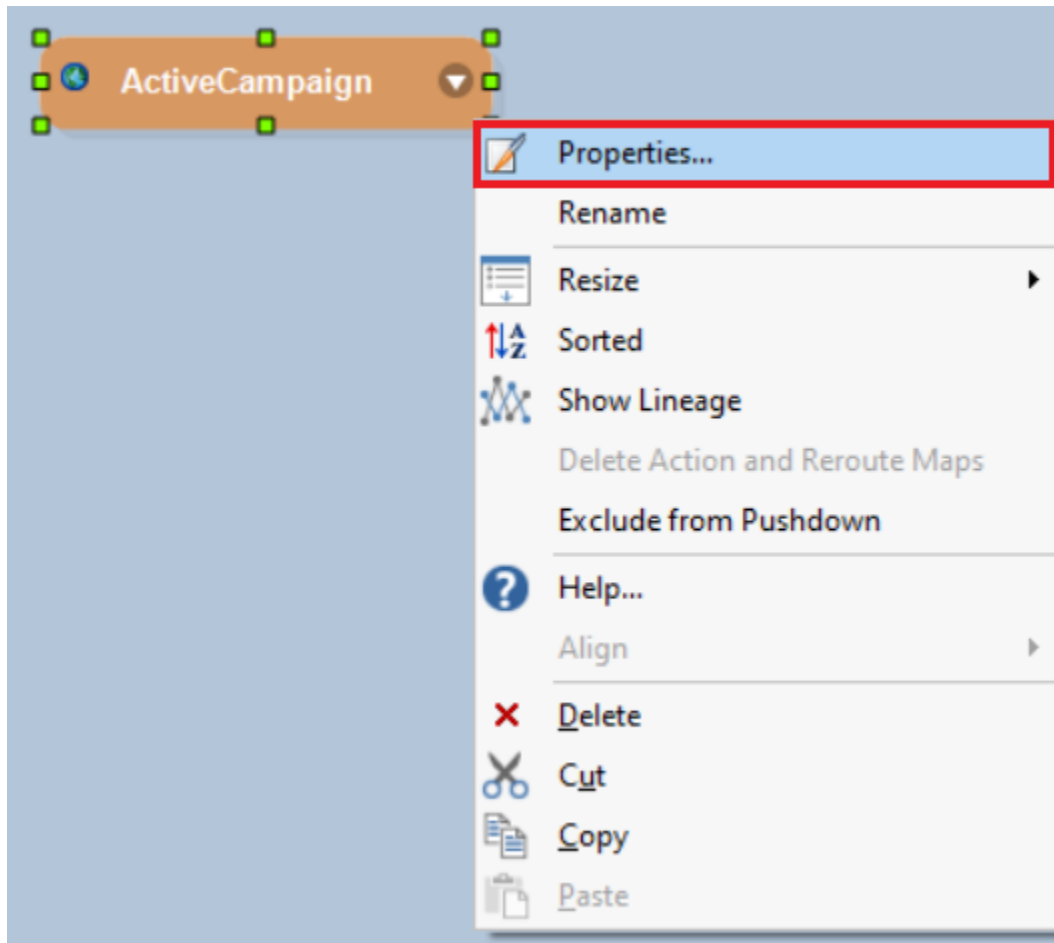 ActiveCampaign
Properties...
Rename
Resize
Sorted
Show Lineage
Delete Action and Reroute Maps
Exclude from Pushdown
Help...
Align
Delete
Cut
Copy
Paste